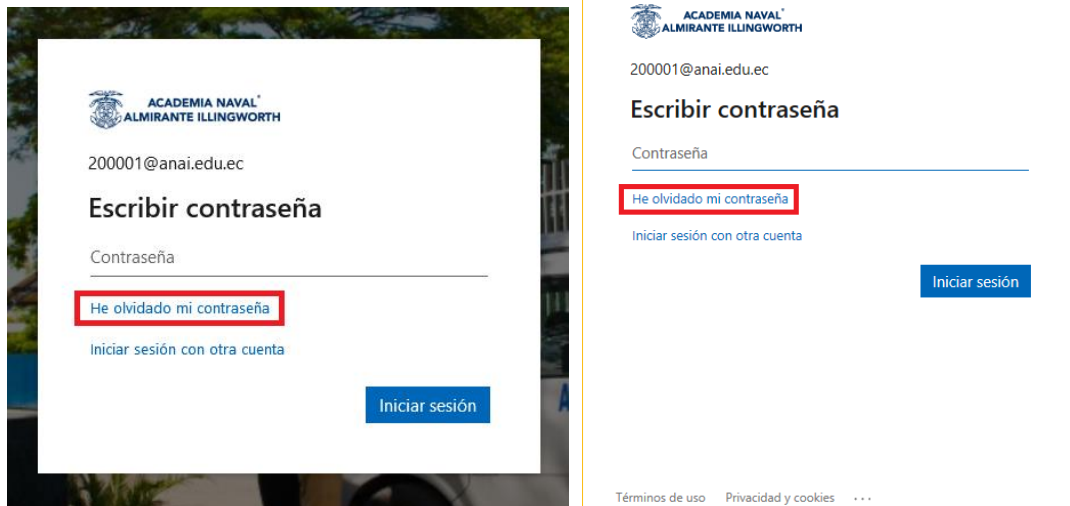 ACADEMIA NAVAL
ALMIRANTE ILLINGWORTH
200001@anai.edu.ec
Escribir contraseña
Contraseña
He olvidado mi contraseña
Iniciar sesión con otra cuenta
Iniciar sesión
ACADEMIA NAVAL
ALMIRANTE ILLINGWORTH
200001@anai.edu.ec
Escribir contraseña
Contraseña
He olvidado mi contraseña
Iniciar sesión con otra cuenta
Iniciar sesión
Términos de uso Privacidad y cookies ...